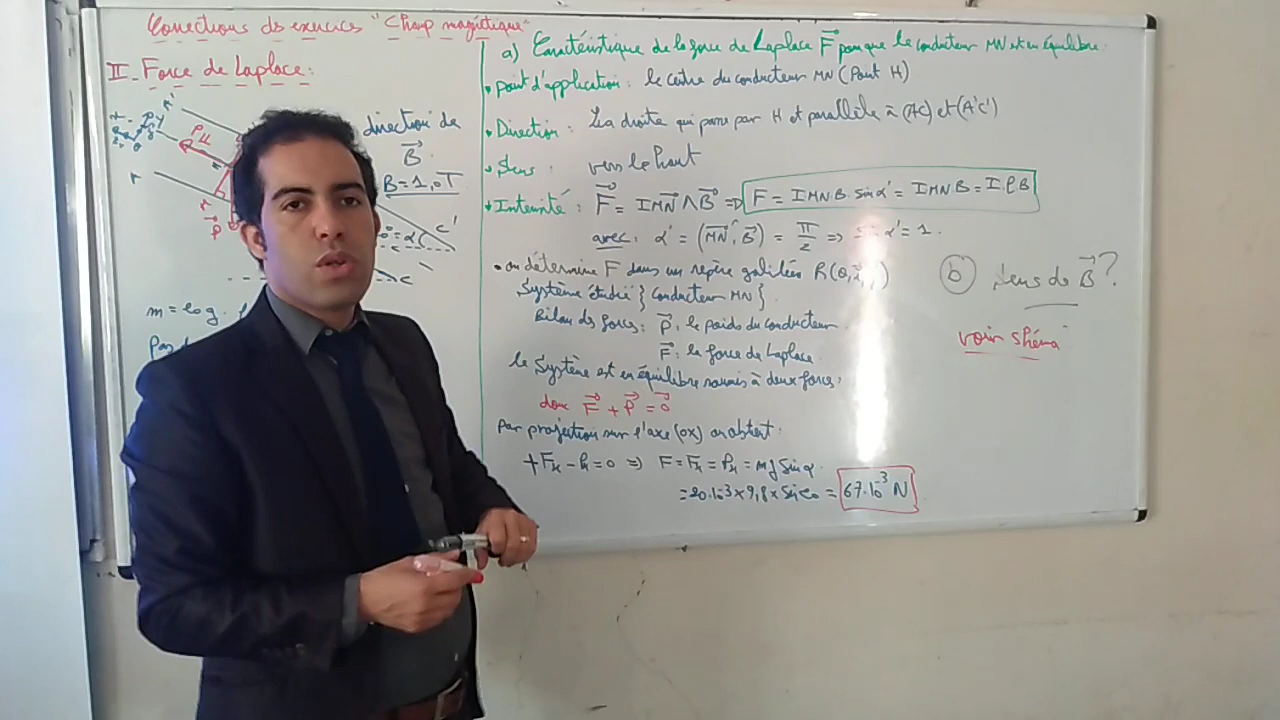 Corrections des exercices "Champ magnétique"
II - Force de Laplace:
direction de
B⃗
B = 1,0T
m = 20g
a) Caractéristique de la force de Laplace F⃗ pour que le conducteur MN est en équilibre.
• point d'application : le centre du conducteur MN (Point H)
• Direction : La droite qui passe par H et parallèle à (AC) et (A'C')
• Sens : vers le haut
• Intensité : F⃗ = I MN⃗ ∧ B⃗ ⇒ F = I MN B sin α' = I MN B = I ℓ B
avec : α' = (MN⃗, B⃗) = π/2 ⇒ sin α' = 1.
• on détermine F dans un repère galiléen R(O, i⃗, j⃗)
Système étudié } conducteur MN }.
Bilan des forces : P⃗ : le poids du conducteur.
F⃗ : la force de Laplace.
le Système est en équilibre soumis à deux forces,
donc F⃗ + P⃗ = 0⃗
Par projection sur l'axe (ox) on obtient :
+Fx - Px = 0 ⇒ F = Fx = Px = mg sin α.
= 20.10⁻³ × 9,8 × sin 20 = 67.10⁻³ N
b) Sens de B⃗ ?
voir shéma